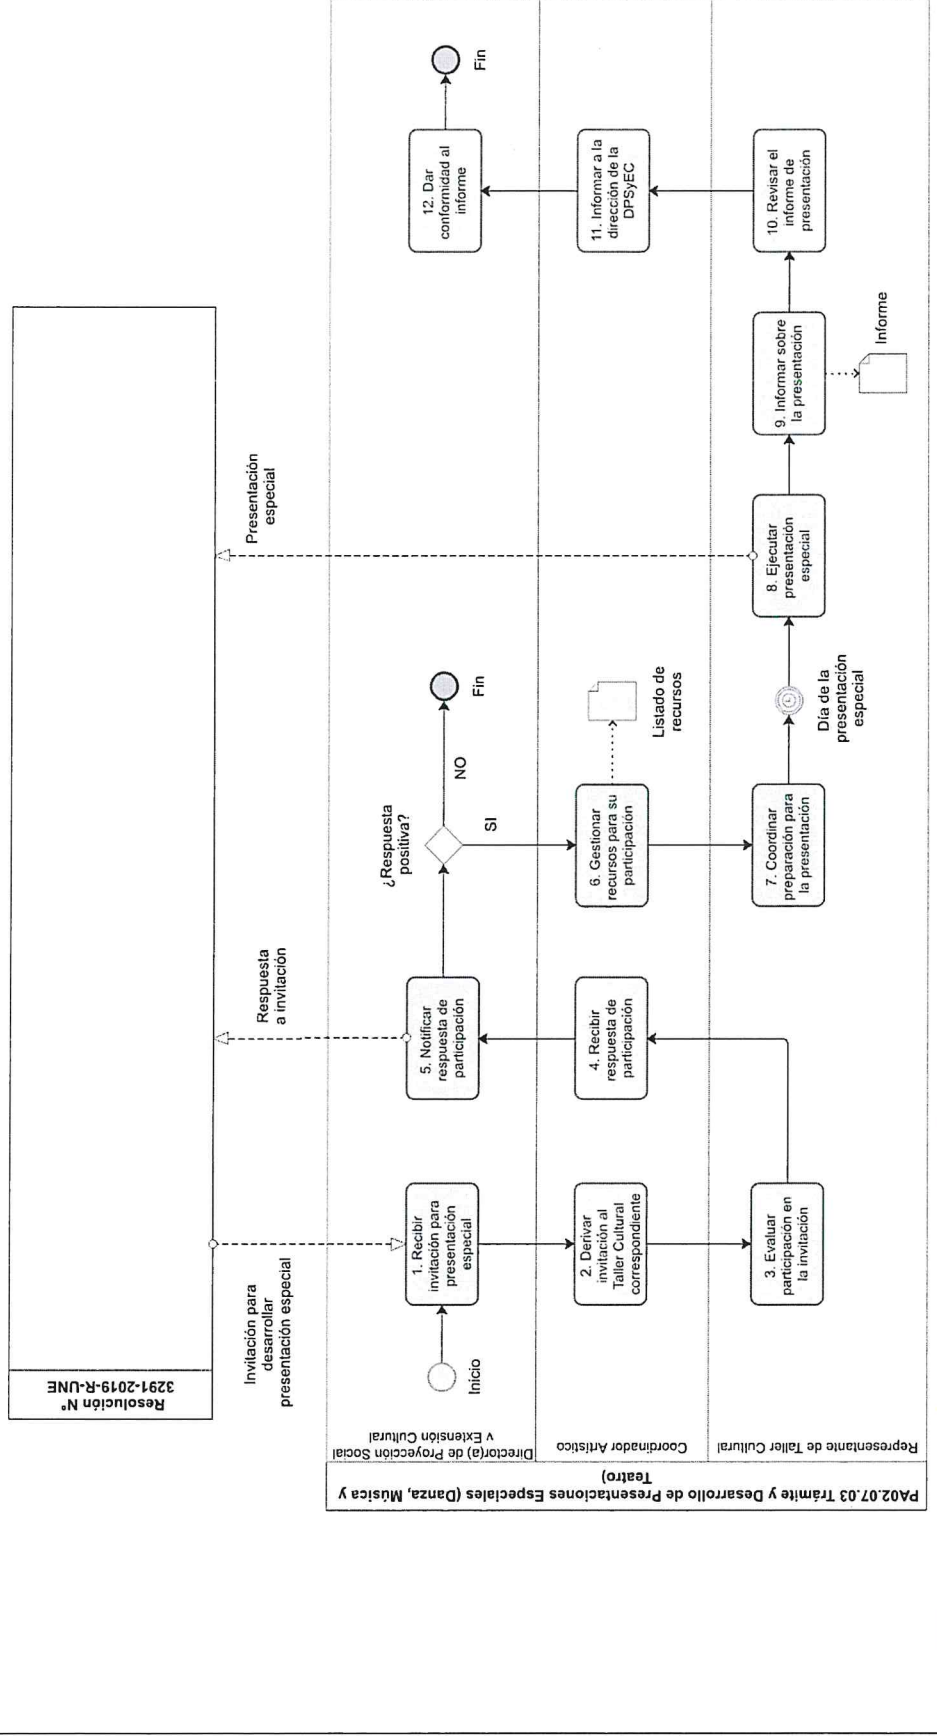 Resolución N°
3291-2019-R-UNE
Invitación para
desarrollar
presentación especial
Respuesta
a invitación
Presentación
especial
PA02.07.03 Trámite y Desarrollo de Presentaciones Especiales (Danza, Música y
Teatro)
Director(a) de Proyección Social
y Extensión Cultural
Inicio
1. Recibir
invitación para
presentación
especial
5. Notificar
respuesta de
participación
¿Respuesta
positiva?
NO
SI
Fin
12. Dar
conformidad al
informe
Fin
Coordinador Artístico
2. Derivar
invitación al
Taller Cultural
correspondiente
4. Recibir
respuesta de
participación
6. Gestionar
recursos para su
participación
Listado de
recursos
11. Informar a la
dirección de la
DPSyEC
Representante de Taller Cultural
3. Evaluar
participación en
la invitación
7. Coordinar
preparación para
la presentación
Día de la
presentación
especial
8. Ejecutar
presentación
especial
9. Informar sobre
la presentación
Informe
10. Revisar el
informe de
presentación